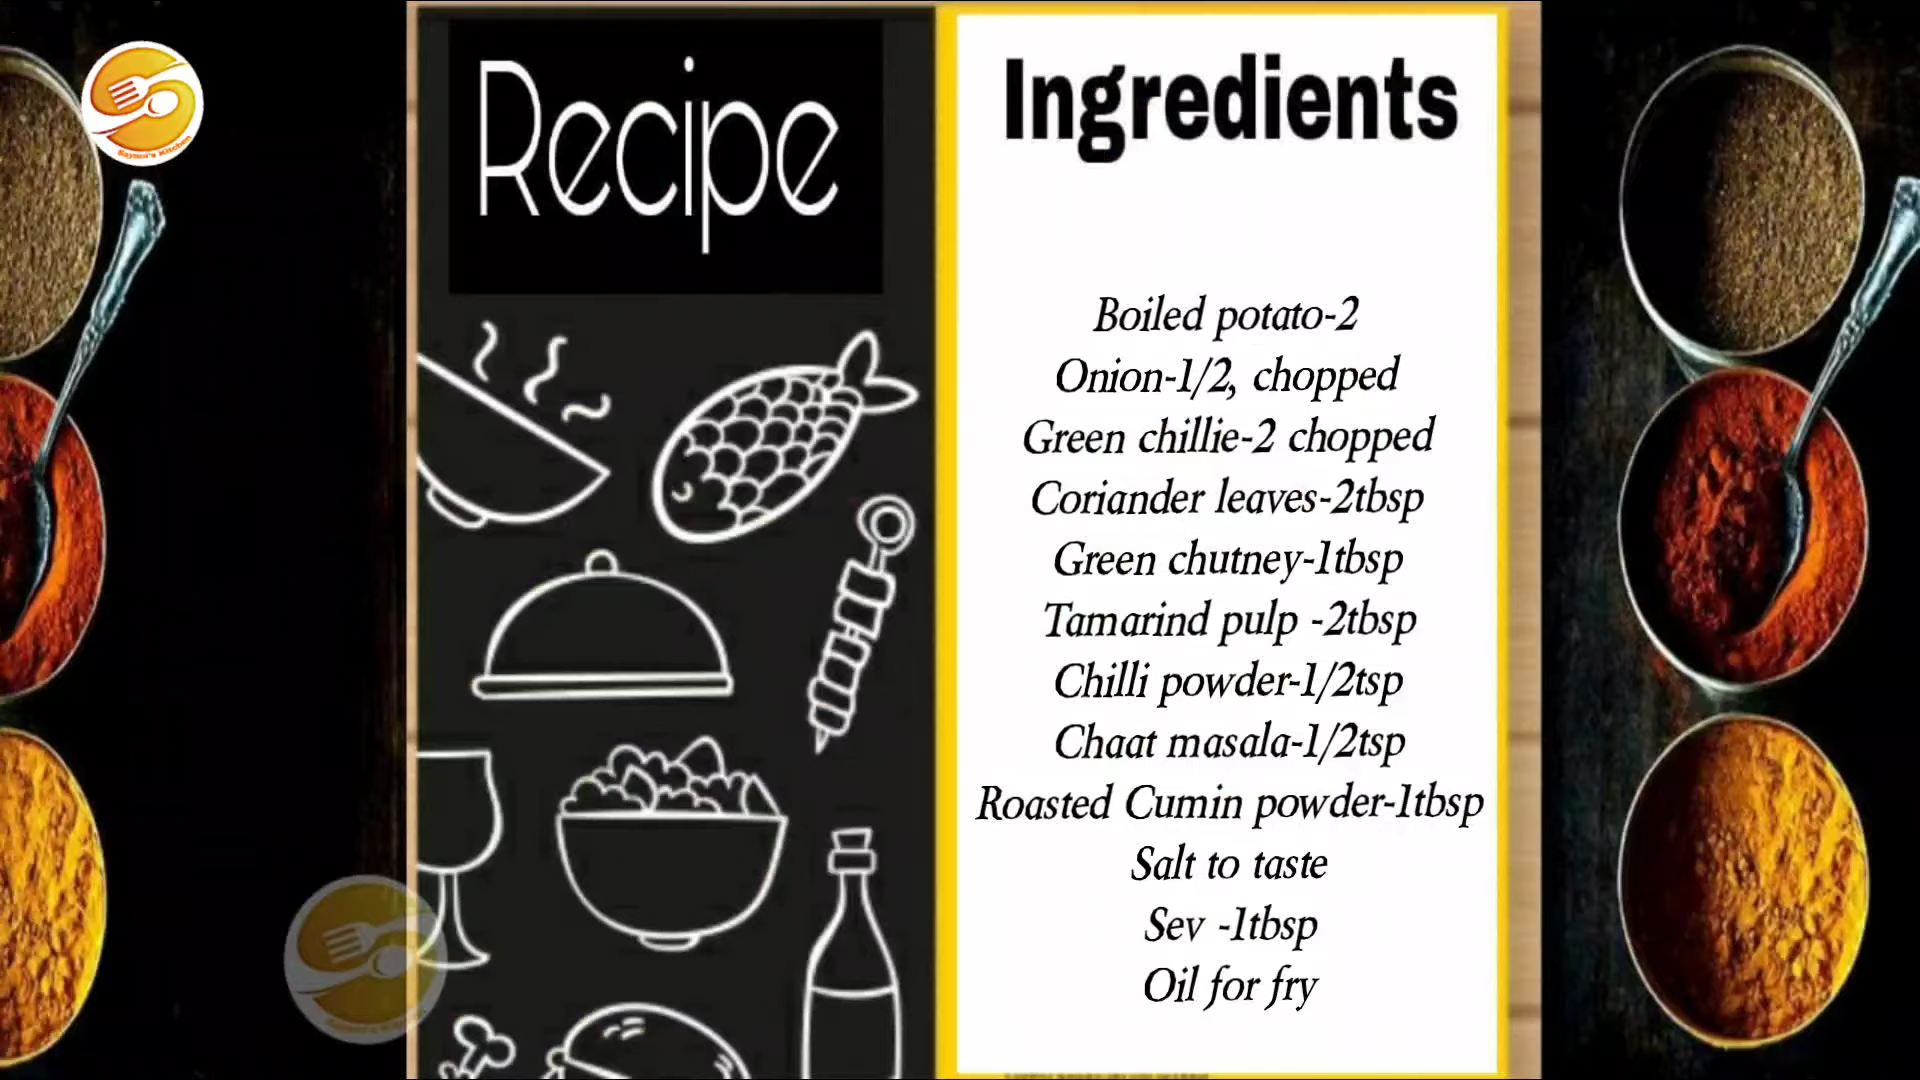 Recipe
Ingredients
Boiled potato-2
Onion-1/2, chopped
Green chillie-2 chopped
Coriander leaves-2tbsp
Green chutney-1tbsp
Tamarind pulp -2tbsp
Chilli powder-1/2tsp
Chaat masala-1/2tsp
Roasted Cumin powder-1tbsp
Salt to taste
Sev -1tbsp
Oil for fry